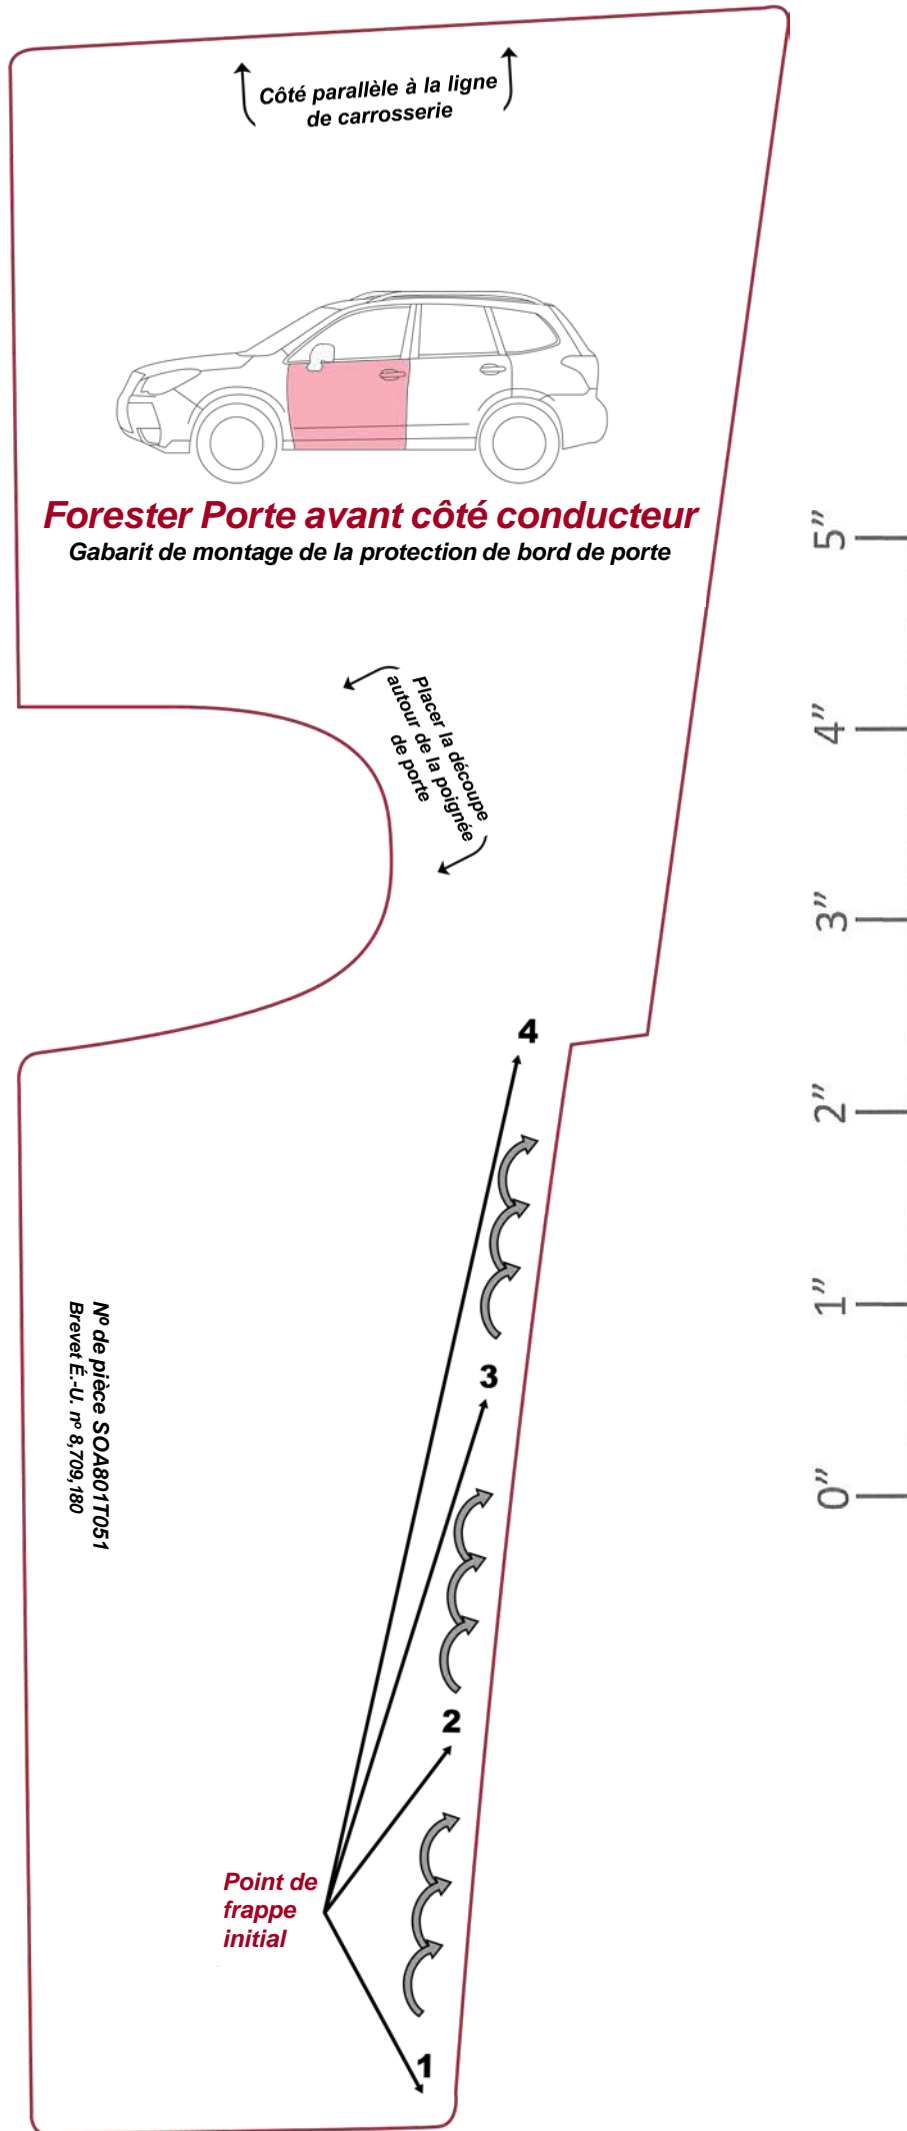 Côté parallèle à la ligne
de carrosserie
Forester Porte avant côté conducteur
Gabarit de montage de la protection de bord de porte
5”
4”
3”
2”
1”
0”
Placer la découpe
autour de la poignée
de porte
4
3
2
1
Nº de pièce SOA801T051
Brevet É.-U. nº 8,709,180
Point de
frappe
initial